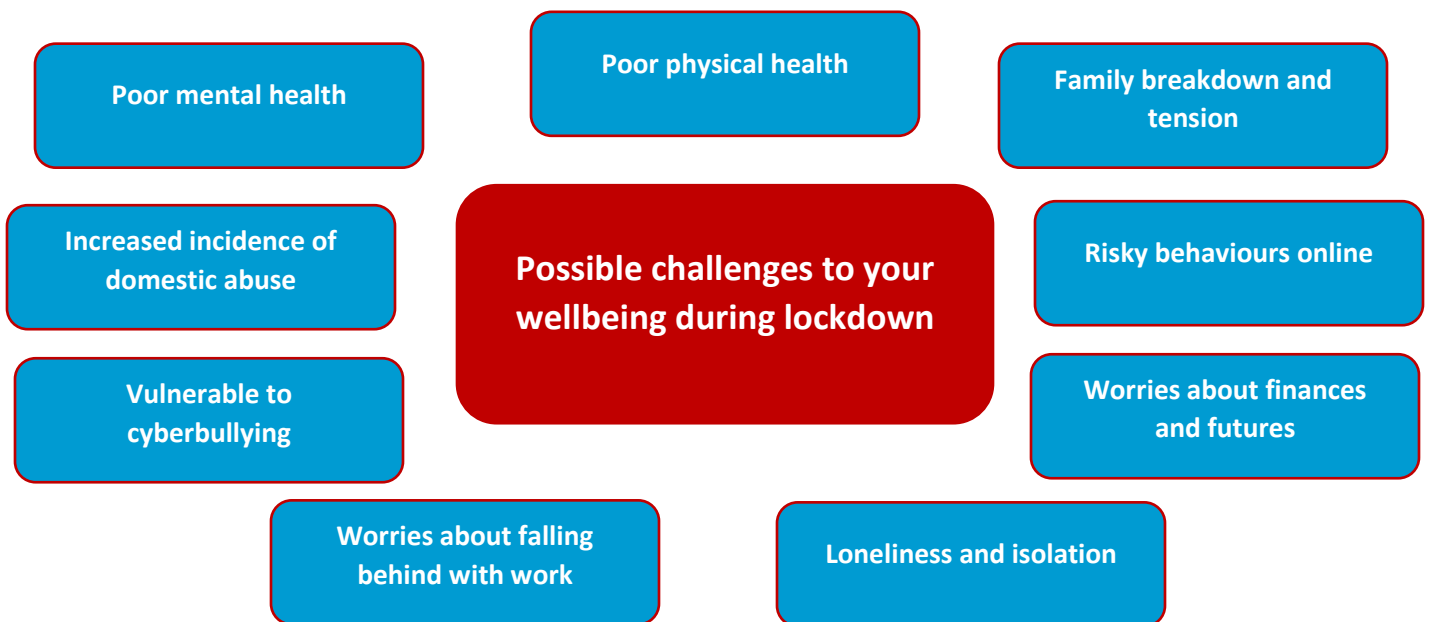 Poor physical health
Poor mental health
Family breakdown and
tension
Increased incidence of
domestic abuse
Possible challenges to your
wellbeing during lockdown
Risky behaviours online
Vulnerable to
cyberbullying
Worries about finances
and futures
Worries about falling
behind with work
Loneliness and isolation